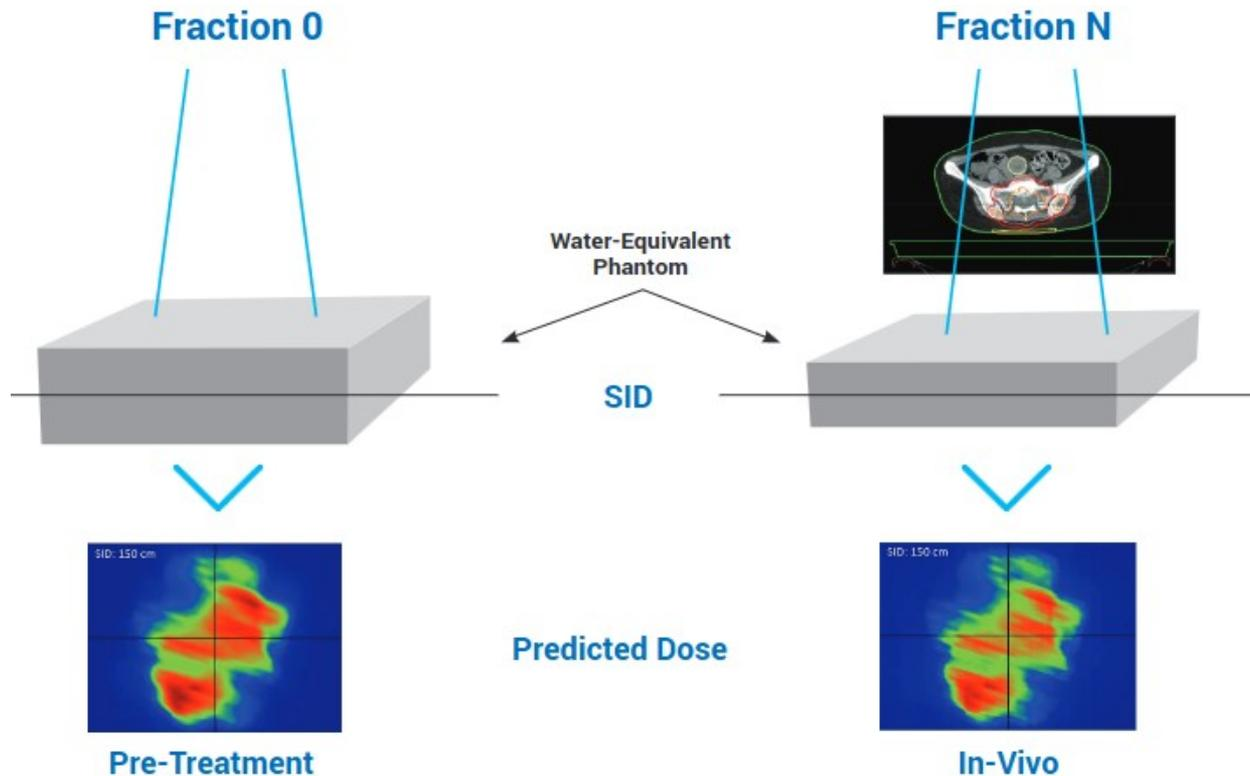 Fraction 0
Fraction N
Water-Equivalent
Phantom
SID
SID: 150 cm
SID: 150 cm
Predicted Dose
Pre-Treatment
In-Vivo